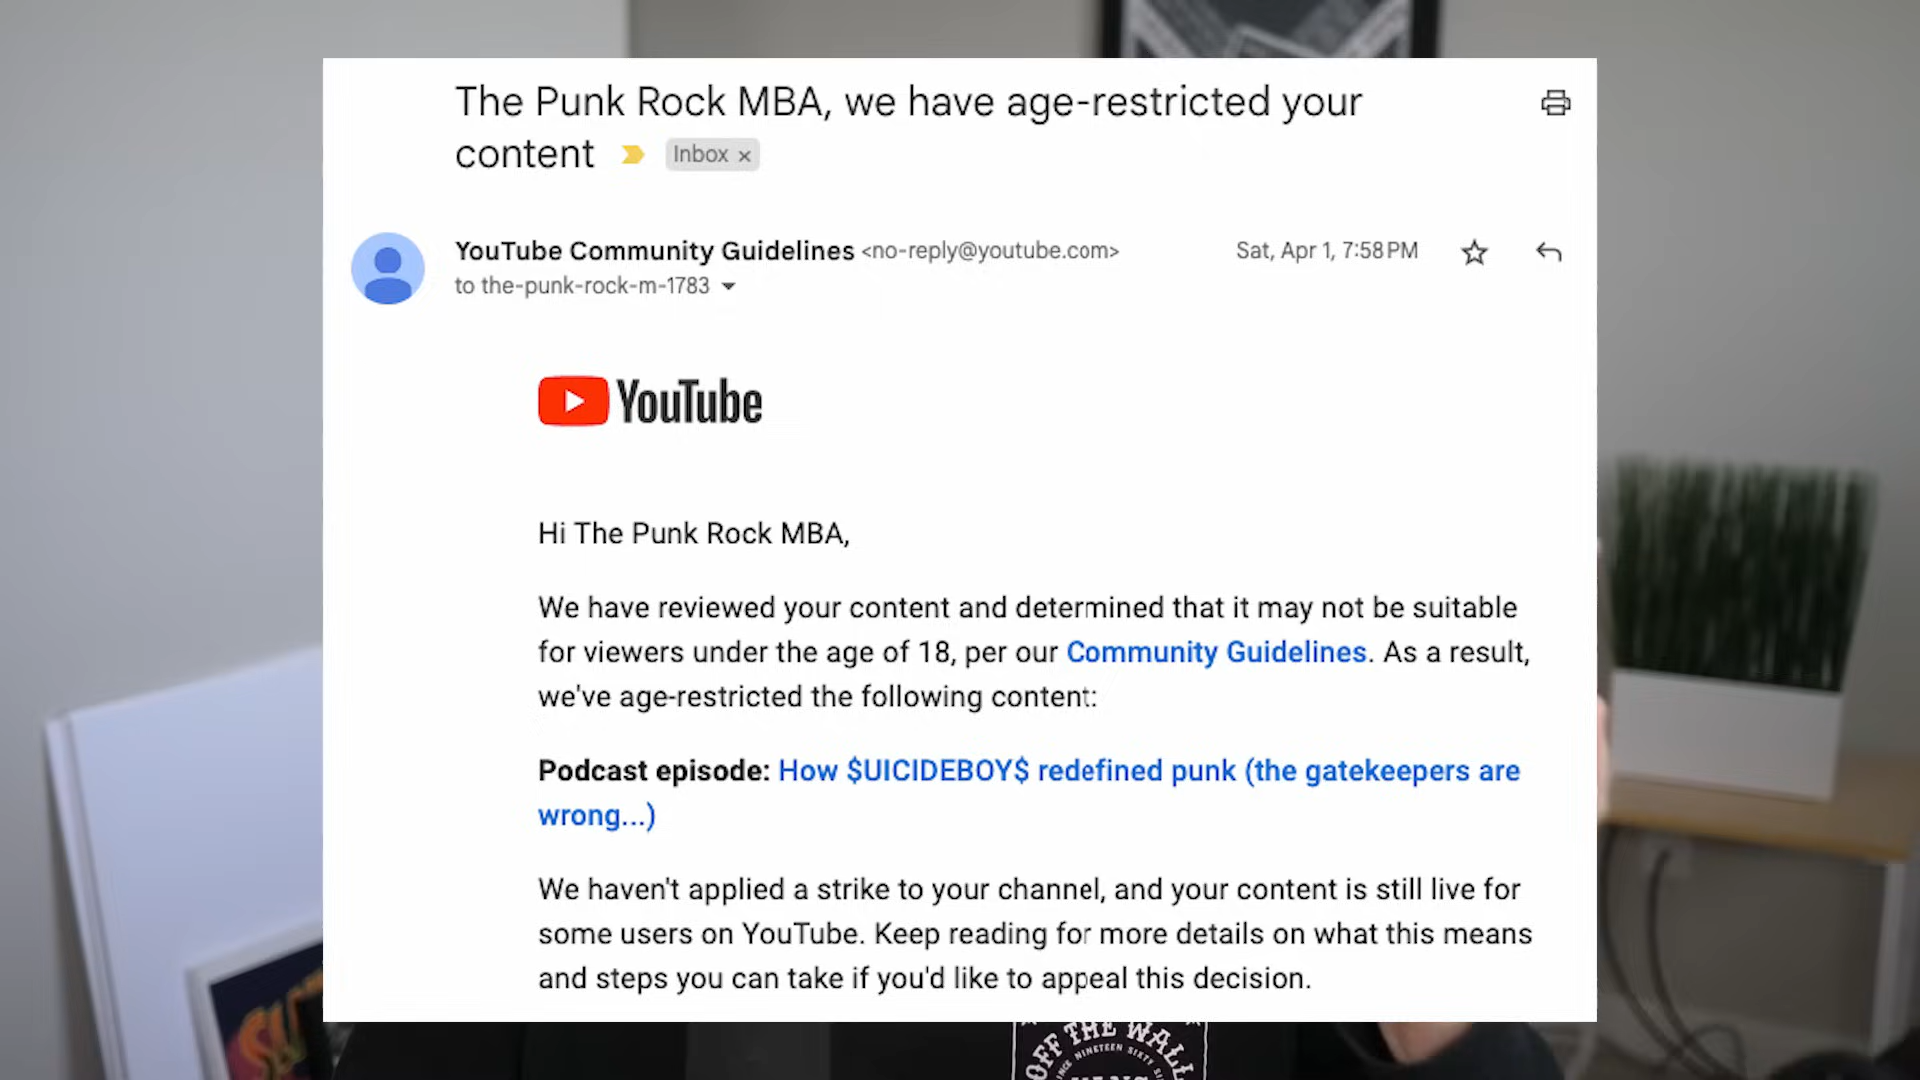 The Punk Rock MBA, we have age-restricted your
content Inbox ×
YouTube Community Guidelines <no-reply@youtube.com> Sat, Apr 1, 7:58 PM
to the-punk-rock-m-1783
YouTube
Hi The Punk Rock MBA,
We have reviewed your content and determined that it may not be suitable
for viewers under the age of 18, per our Community Guidelines. As a result,
we've age-restricted the following content:
Podcast episode: How $UICIDEBOY$ redefined punk (the gatekeepers are
wrong...)
We haven't applied a strike to your channel, and your content is still live for
some users on YouTube. Keep reading for more details on what this means
and steps you can take if you'd like to appeal this decision.
OFF THE WALL
NINETEEN SIXTY